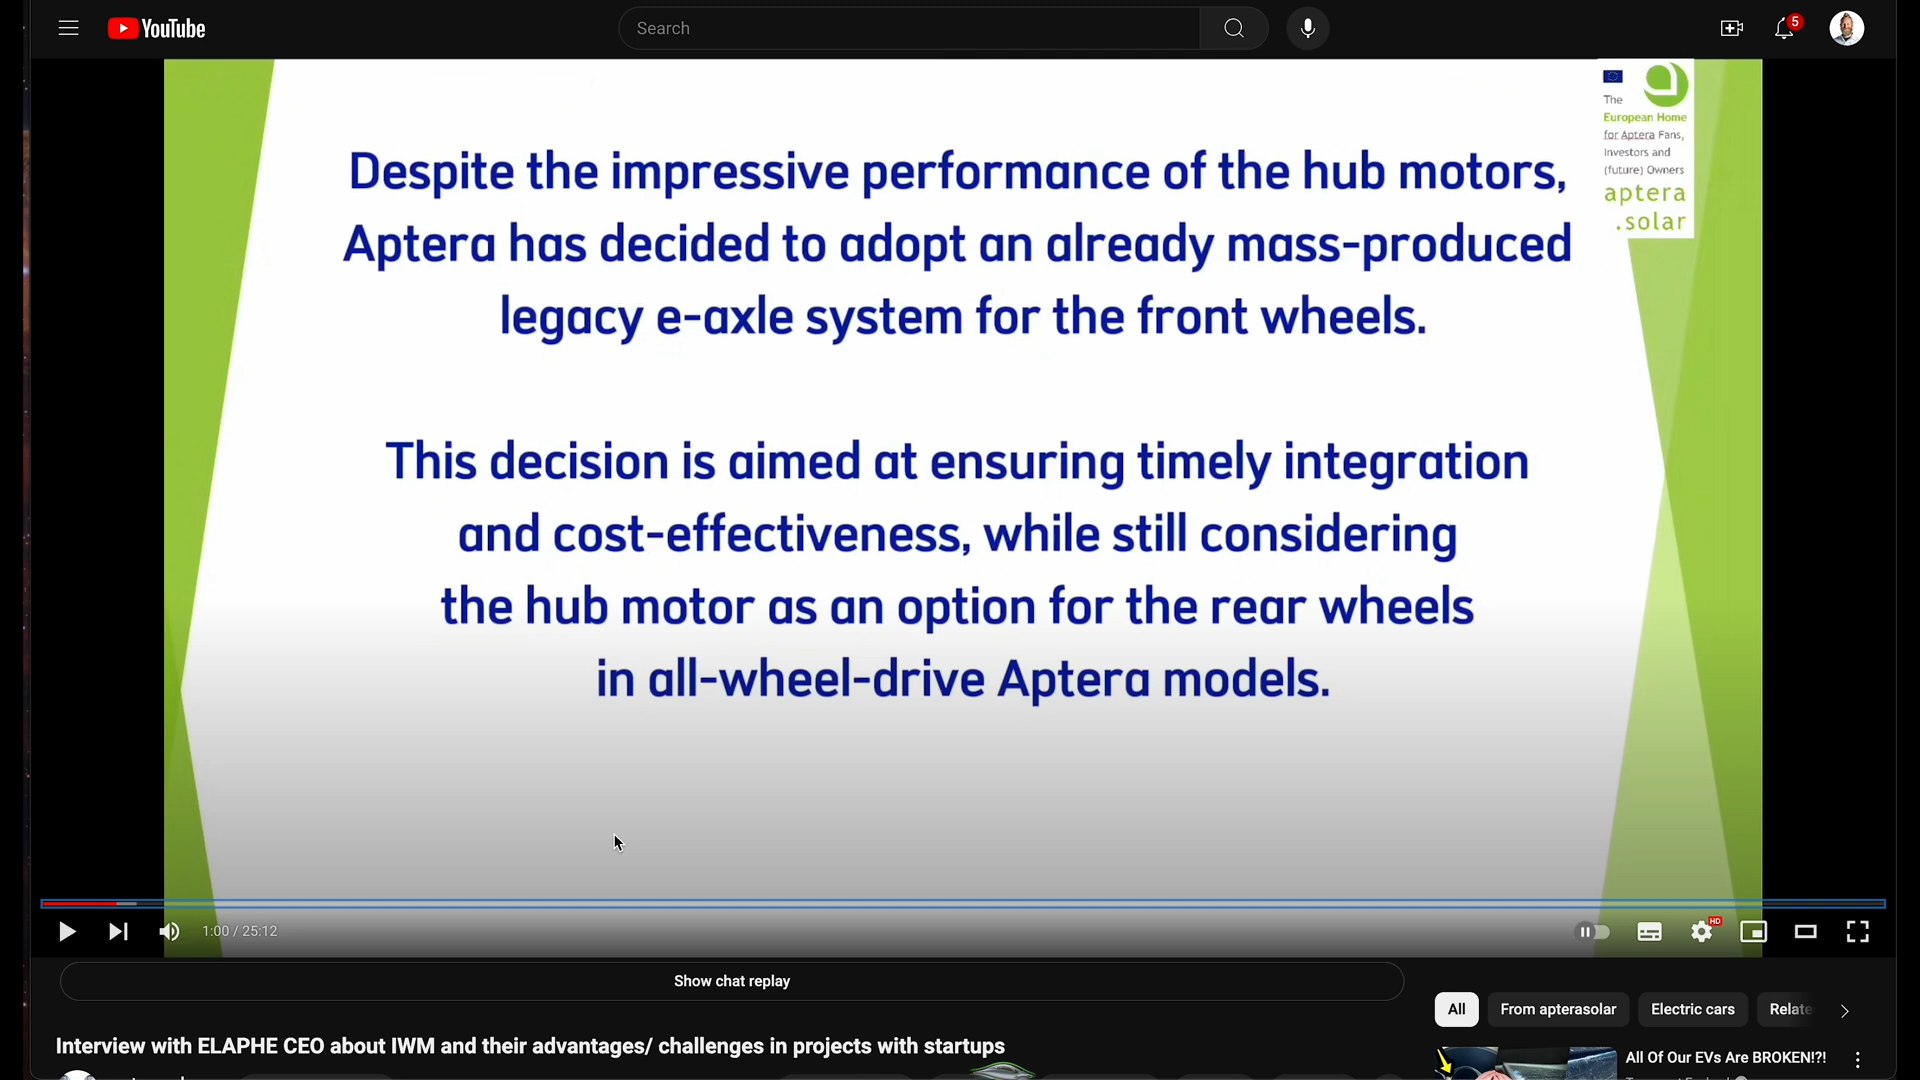 YouTube
Search
5
The
European Home
for Aptera Fans,
Investors and
(future) Owners
aptera
.solar
Despite the impressive performance of the hub motors,
Aptera has decided to adopt an already mass-produced
legacy e-axle system for the front wheels.
This decision is aimed at ensuring timely integration
and cost-effectiveness, while still considering
the hub motor as an option for the rear wheels
in all-wheel-drive Aptera models.
1:00 / 25:12
HD
Show chat replay
All
From apterasolar
Electric cars
Relate
Interview with ELAPHE CEO about IWM and their advantages/ challenges in projects with startups
All Of Our EVs Are BROKEN!?!